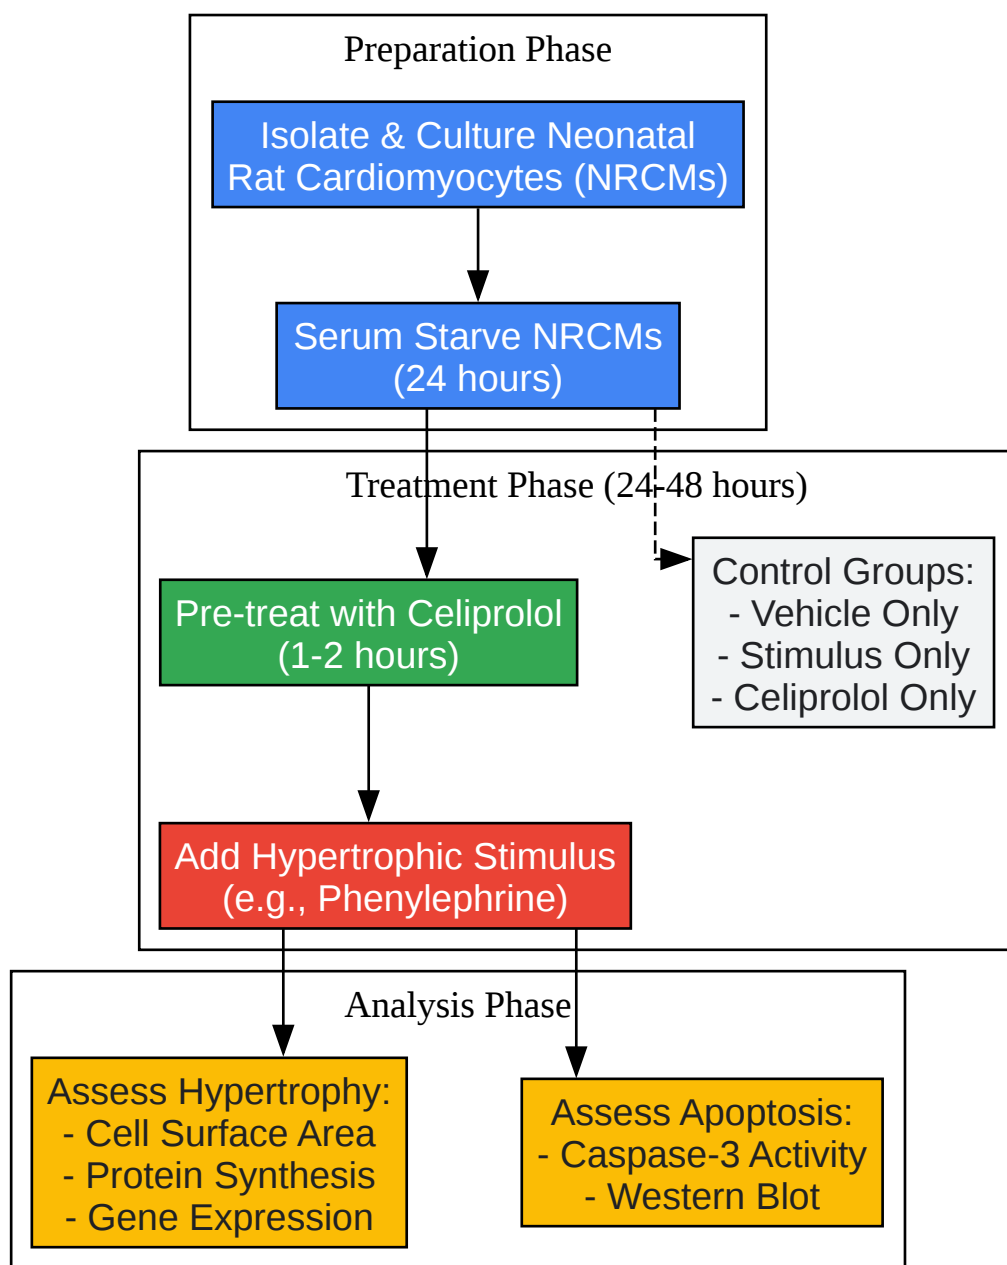 Preparation Phase
Isolate & Culture Neonatal
Rat Cardiomyocytes (NRCMs)
Serum Starve NRCMs
(24 hours)
Treatment Phase (24-48 hours)
Control Groups:
- Vehicle Only
- Stimulus Only
- Celiprolol Only
Pre-treat with Celiprolol
(1-2 hours)
Add Hypertrophic Stimulus
(e.g., Phenylephrine)
Analysis Phase
Assess Hypertrophy:
- Cell Surface Area
- Protein Synthesis
- Gene Expression
Assess Apoptosis:
- Caspase-3 Activity
- Western Blot